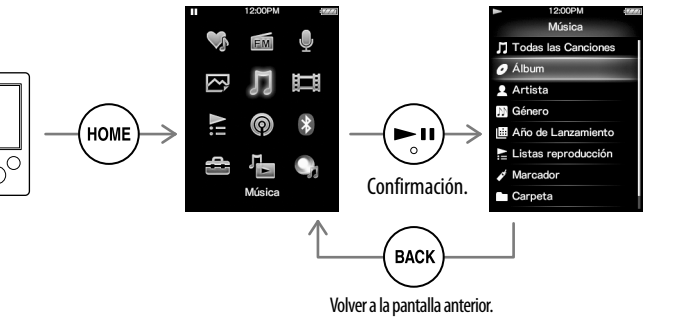 12:00PM
FM
Música
HOME
Confirmación.
12:00PM
Música
Todas las Canciones
Álbum
Artista
Género
Año de Lanzamiento
Listas reproducción
Marcador
Carpeta
BACK
Volver a la pantalla anterior.